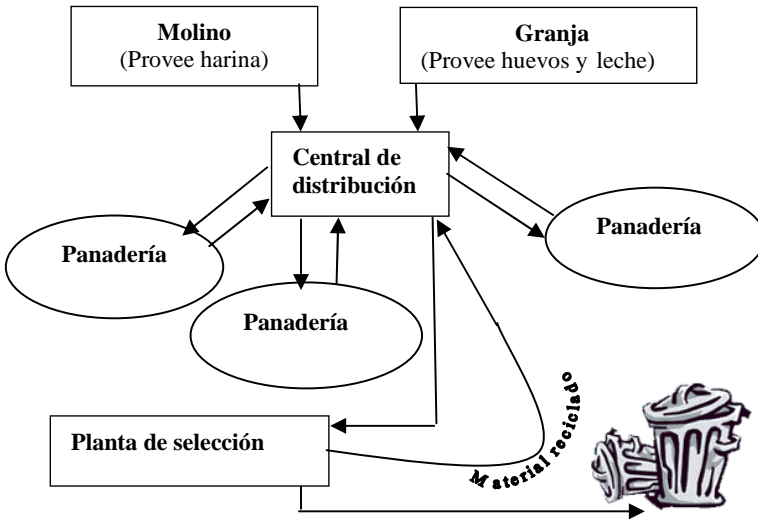 Molino
(Provee harina)
Granja
(Provee huevos y leche)
Central de
distribución
Panadería
Panadería
Panadería
Planta de selección
Material reciclado